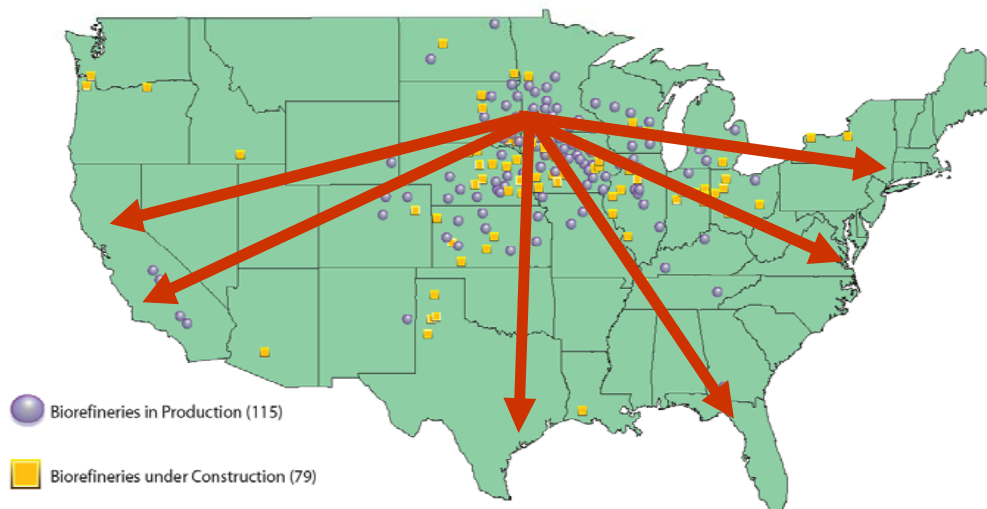 Biorefineries in Production (115)
Biorefineries under Construction (79)